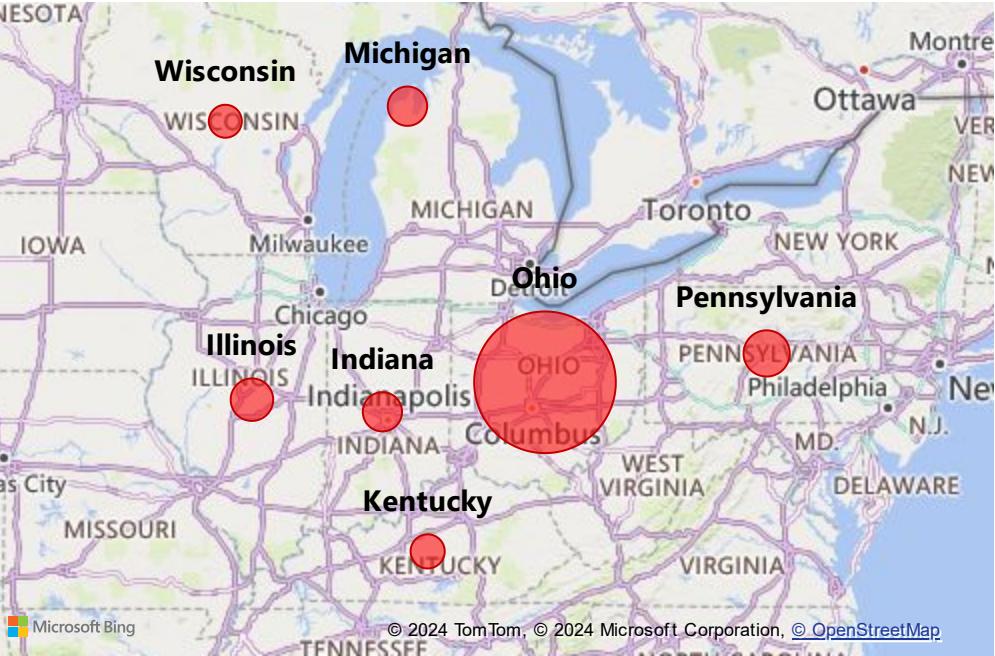 NESOTA
Michigan
Montre
Wisconsin
Ottawa
WISCONSIN
VER
NEW
MICHIGAN
Toronto
IOWA
Milwaukee
NEW YORK
Ohio
Detroit
Pennsylvania
Chicago
Illinois
Indiana
PENNSYLVANIA
OHIO
ILLINOIS
Indianapolis
Philadelphia
New
Columbus
N.J.
INDIANA
MD.
WEST
VIRGINIA
as City
DELAWARE
Kentucky
MISSOURI
KENTUCKY
VIRGINIA
Microsoft Bing
© 2024 TomTom, © 2024 Microsoft Corporation, © OpenStreetMap
TENNESSEE
NORTH CAROLINA